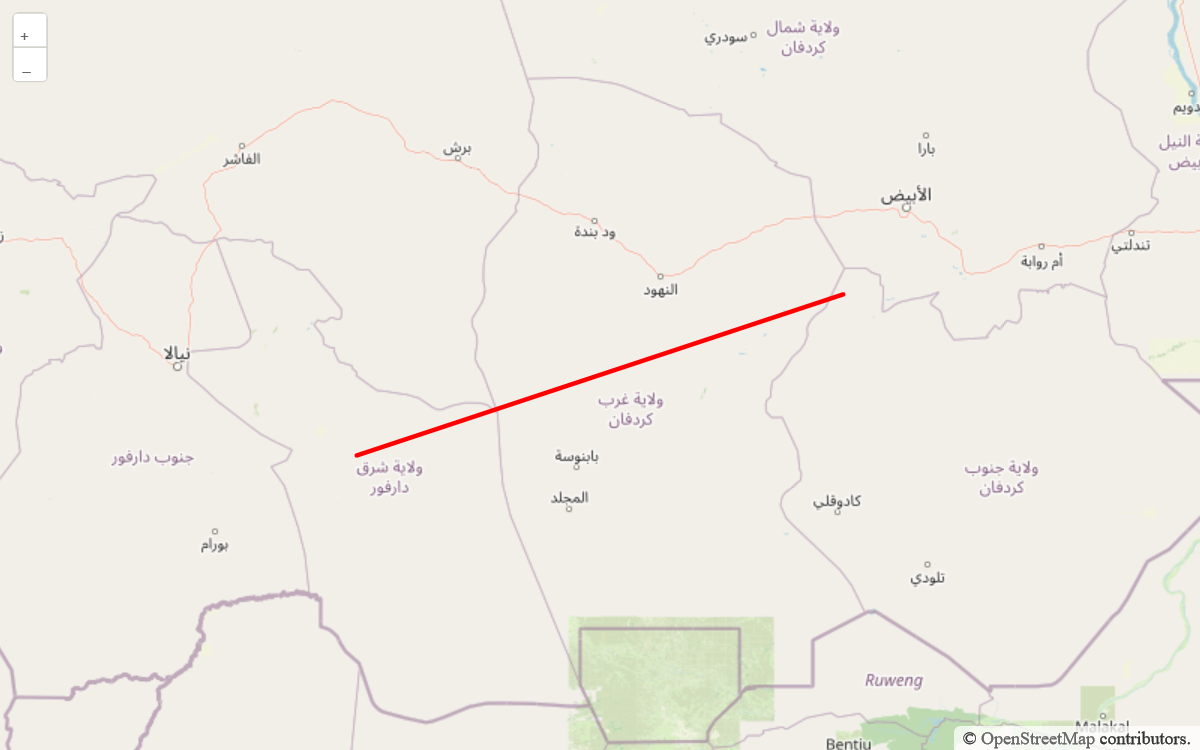 +
–
سودري
ولاية شمال
كردفان
دويم
بارا
برش
الفاشر
الأبيض
ود بندة
تندلتي
أم روابة
النهود
نيالا
ولاية غرب
كردفان
جنوب دارفور
بابنوسة
ولاية شرق
دارفور
ولاية جنوب
كردفان
المجلد
كادوقلي
بورام
تلودي
Ruweng
Malakal
Bentiu
© OpenStreetMap contributors.